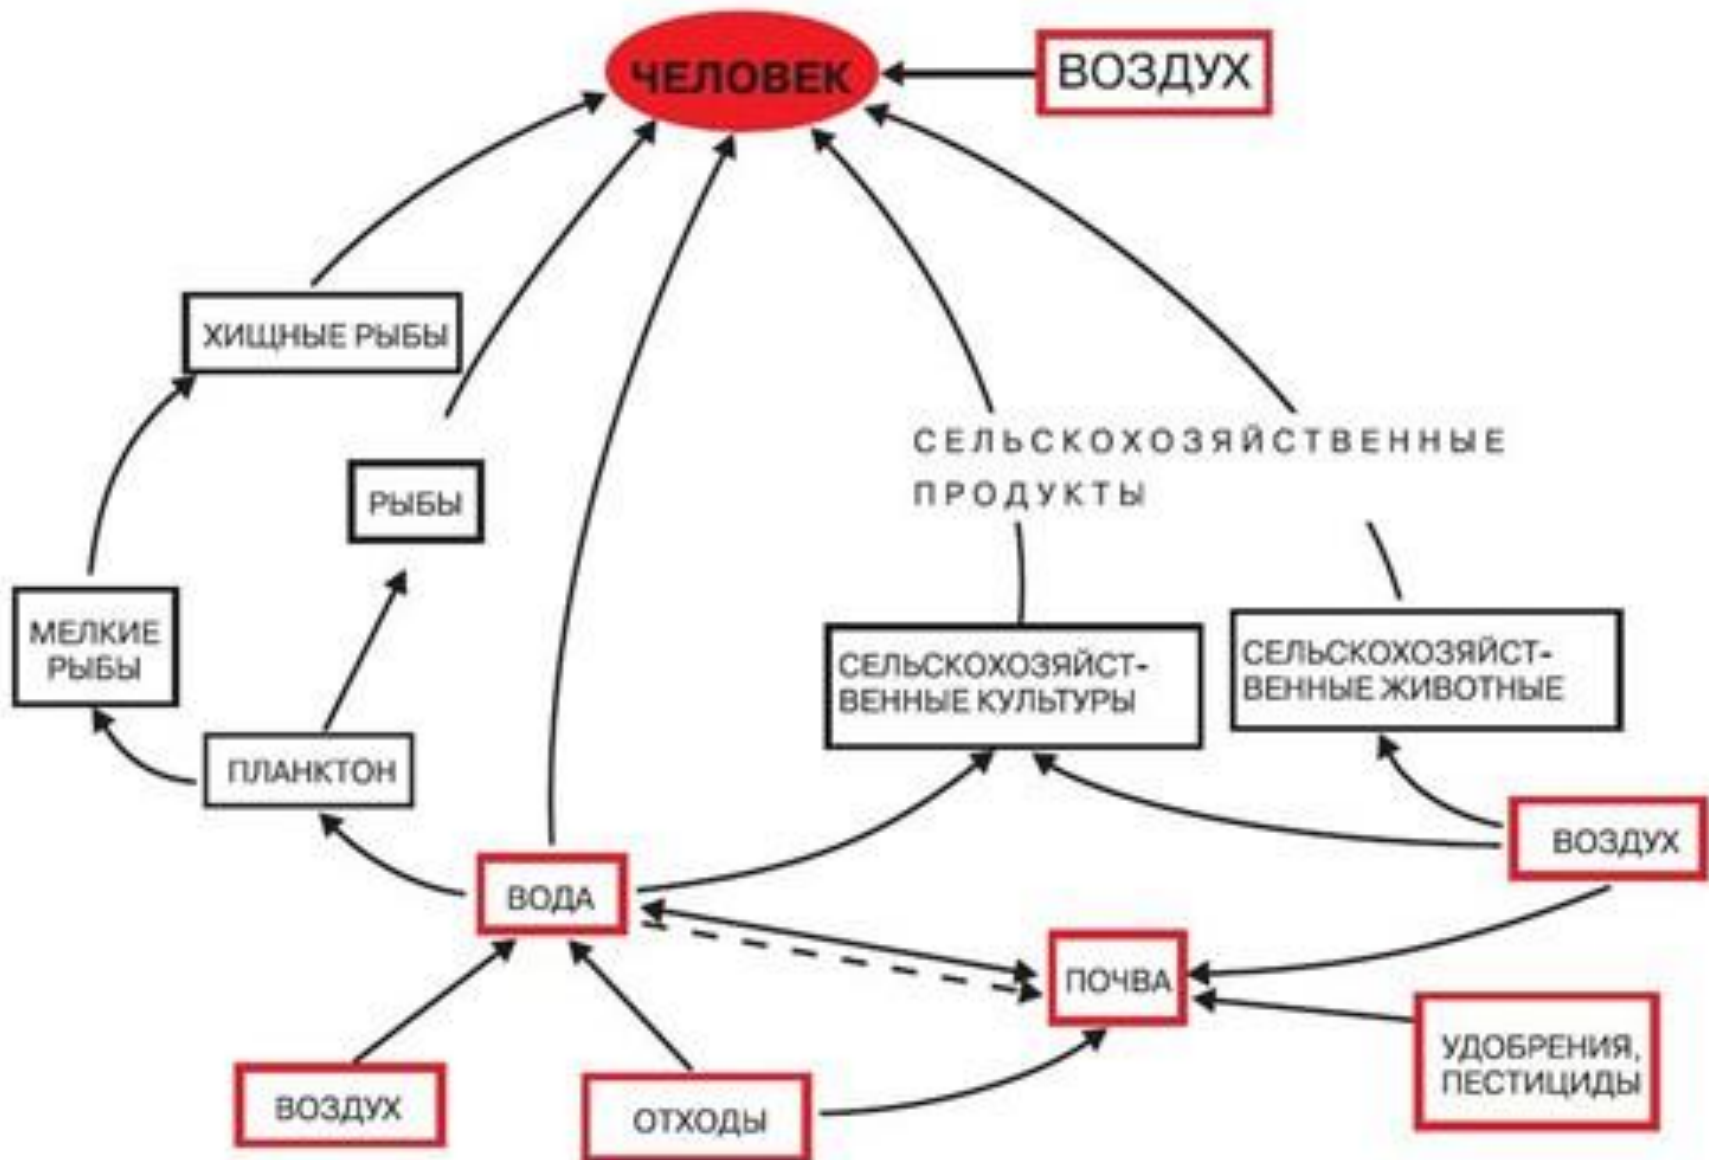 ЧЕЛОВЕК
ВОЗДУХ
ХИЩНЫЕ РЫБЫ
СЕЛЬСКОХОЗЯЙСТВЕННЫЕ
ПРОДУКТЫ
РЫБЫ
МЕЛКИЕ
РЫБЫ
СЕЛЬСКОХОЗЯЙСТ-
ВЕННЫЕ КУЛЬТУРЫ
СЕЛЬСКОХОЗЯЙСТ-
ВЕННЫЕ ЖИВОТНЫЕ
ПЛАНКТОН
ВОЗДУХ
ВОДА
ПОЧВА
УДОБРЕНИЯ,
ПЕСТИЦИДЫ
ВОЗДУХ
ОТХОДЫ